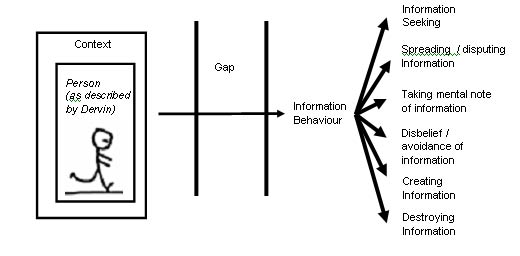 Context
Person
(as described
by Dervin)
Gap
Information
Behaviour
Information
Seeking
Spreading / disputing
Information
Taking mental note
of information
Disbelief /
avoidance of
information
Creating
Information
Destroying
Information